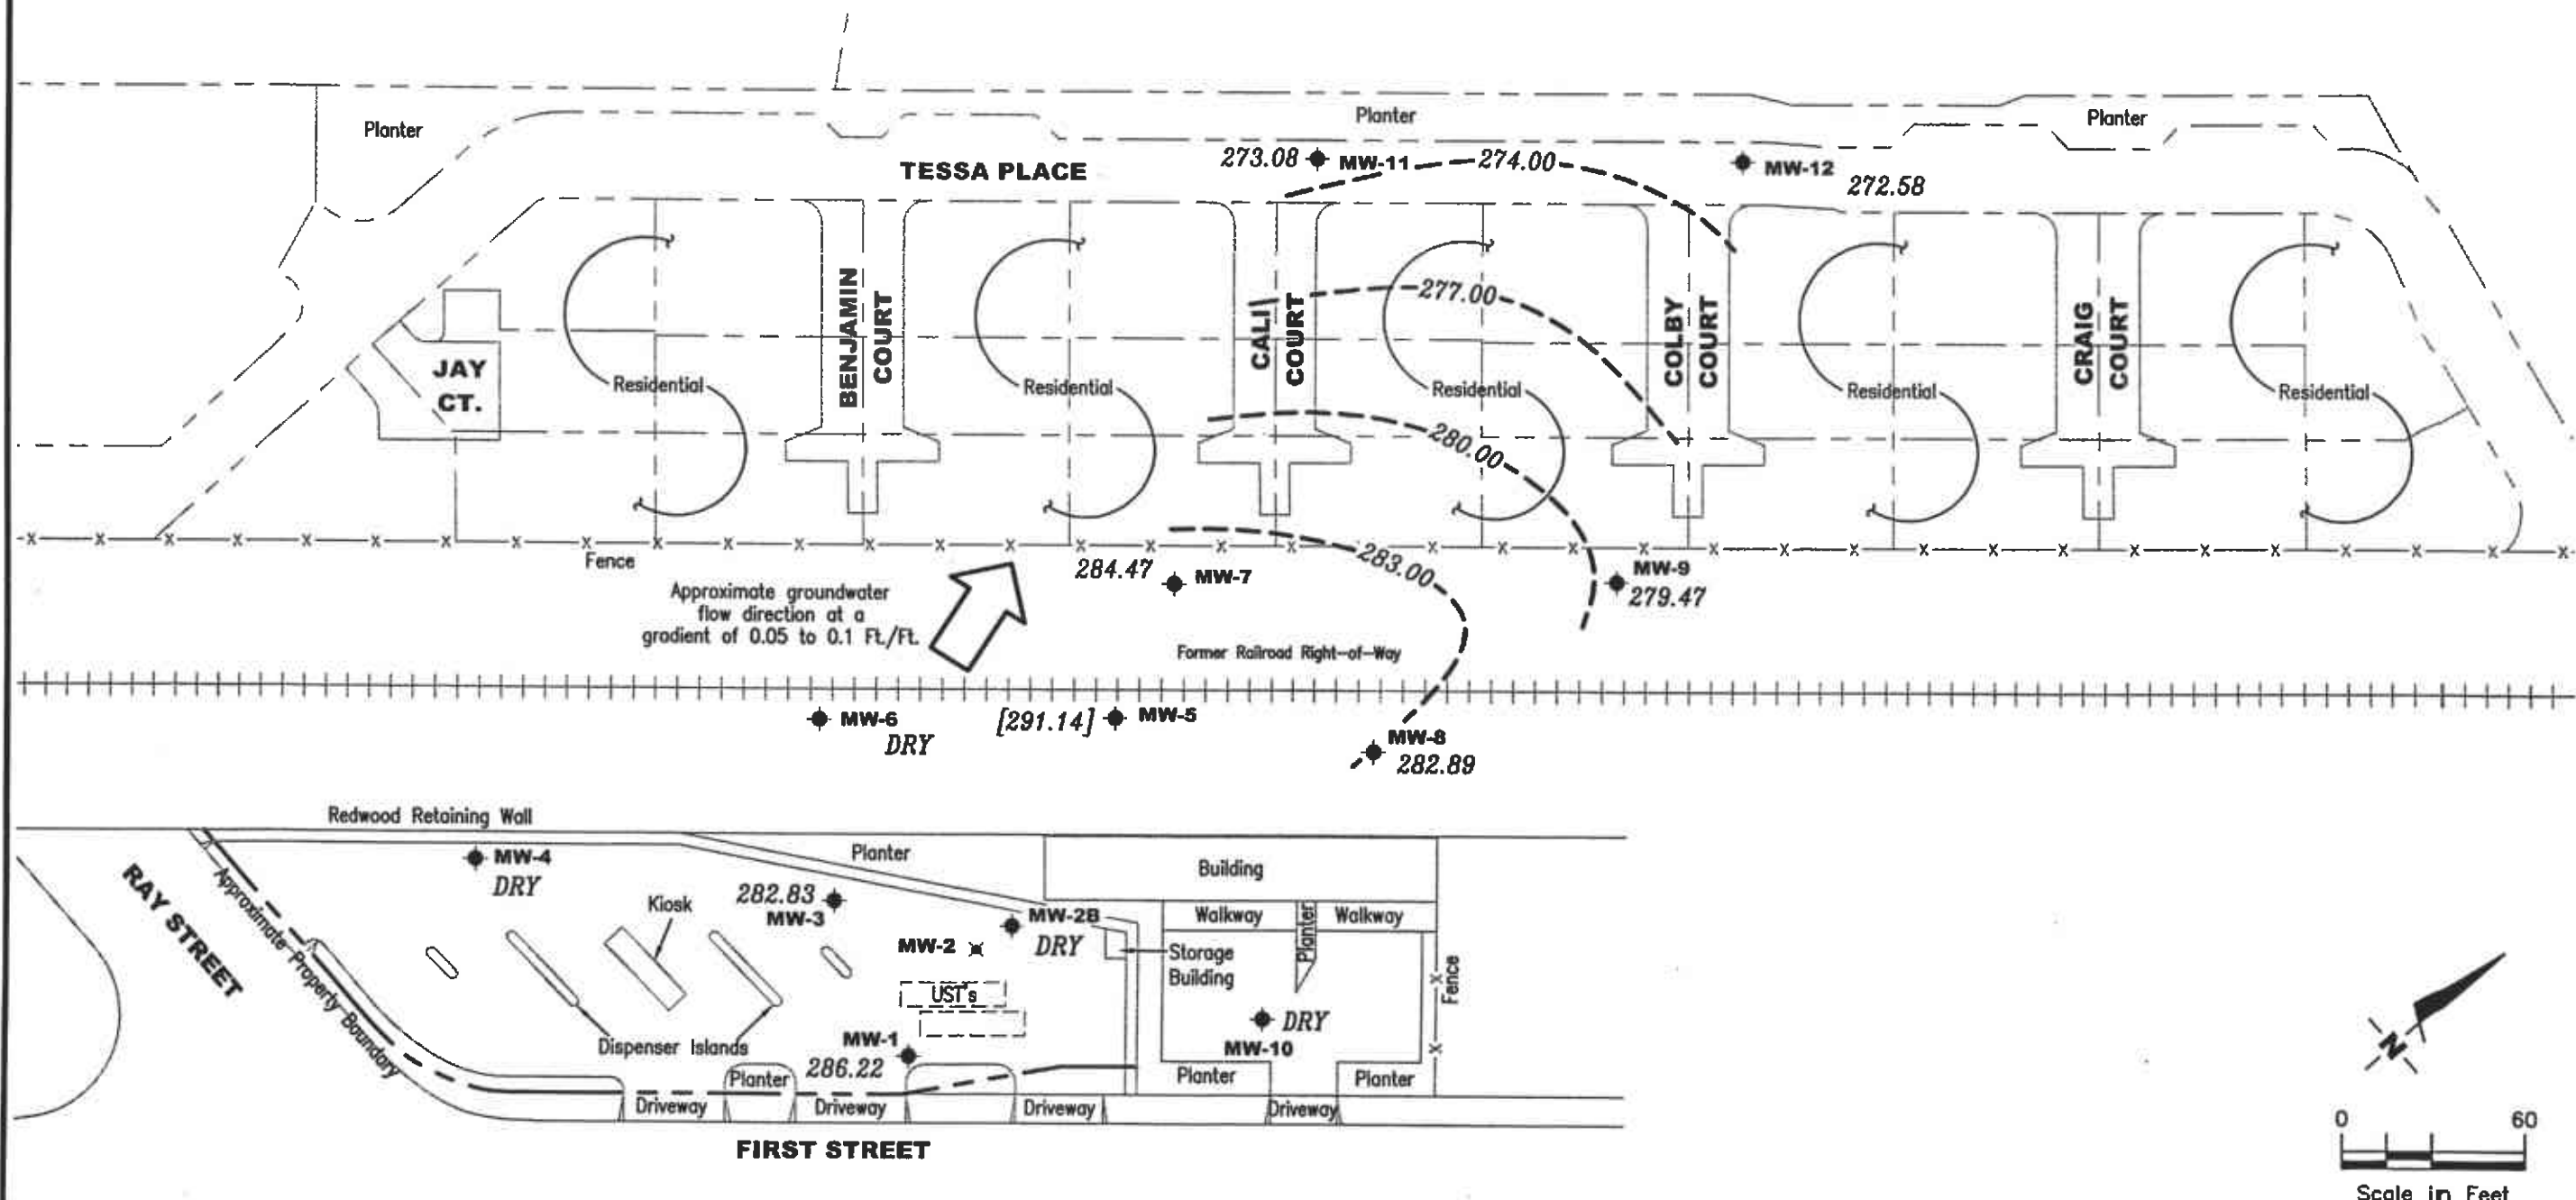 Planter
Planter
Planter
TESSA PLACE
273.08
MW-11
274.00
MW-12
272.58
277.00
280.00
283.00
JAY
CT.
BENJAMIN
COURT
CALI
COURT
COLBY
COURT
CRAIG
COURT
Residential
Residential
Residential
Residential
Residential
Fence
Approximate groundwater
flow direction at a
gradient of 0.05 to 0.1 Ft./Ft.
284.47
MW-7
MW-9
279.47
Former Railroad Right-of-Way
MW-6
DRY
[291.14]
MW-5
MW-8
282.89
Redwood Retaining Wall
RAY STREET
Approximate Property Boundary
MW-4
DRY
Kiosk
282.83
MW-3
Planter
MW-2B
DRY
MW-2
UST's
Dispenser Islands
MW-1
286.22
Building
Walkway
Planter
Walkway
Storage
Building
DRY
MW-10
Fence
Planter
Planter
Planter
Driveway
Driveway
Driveway
Driveway
FIRST STREET
N
0
60
Scale in Feet